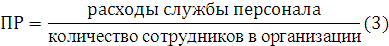 ПР = расходы службы персонала / количество сотрудников в организации (3)